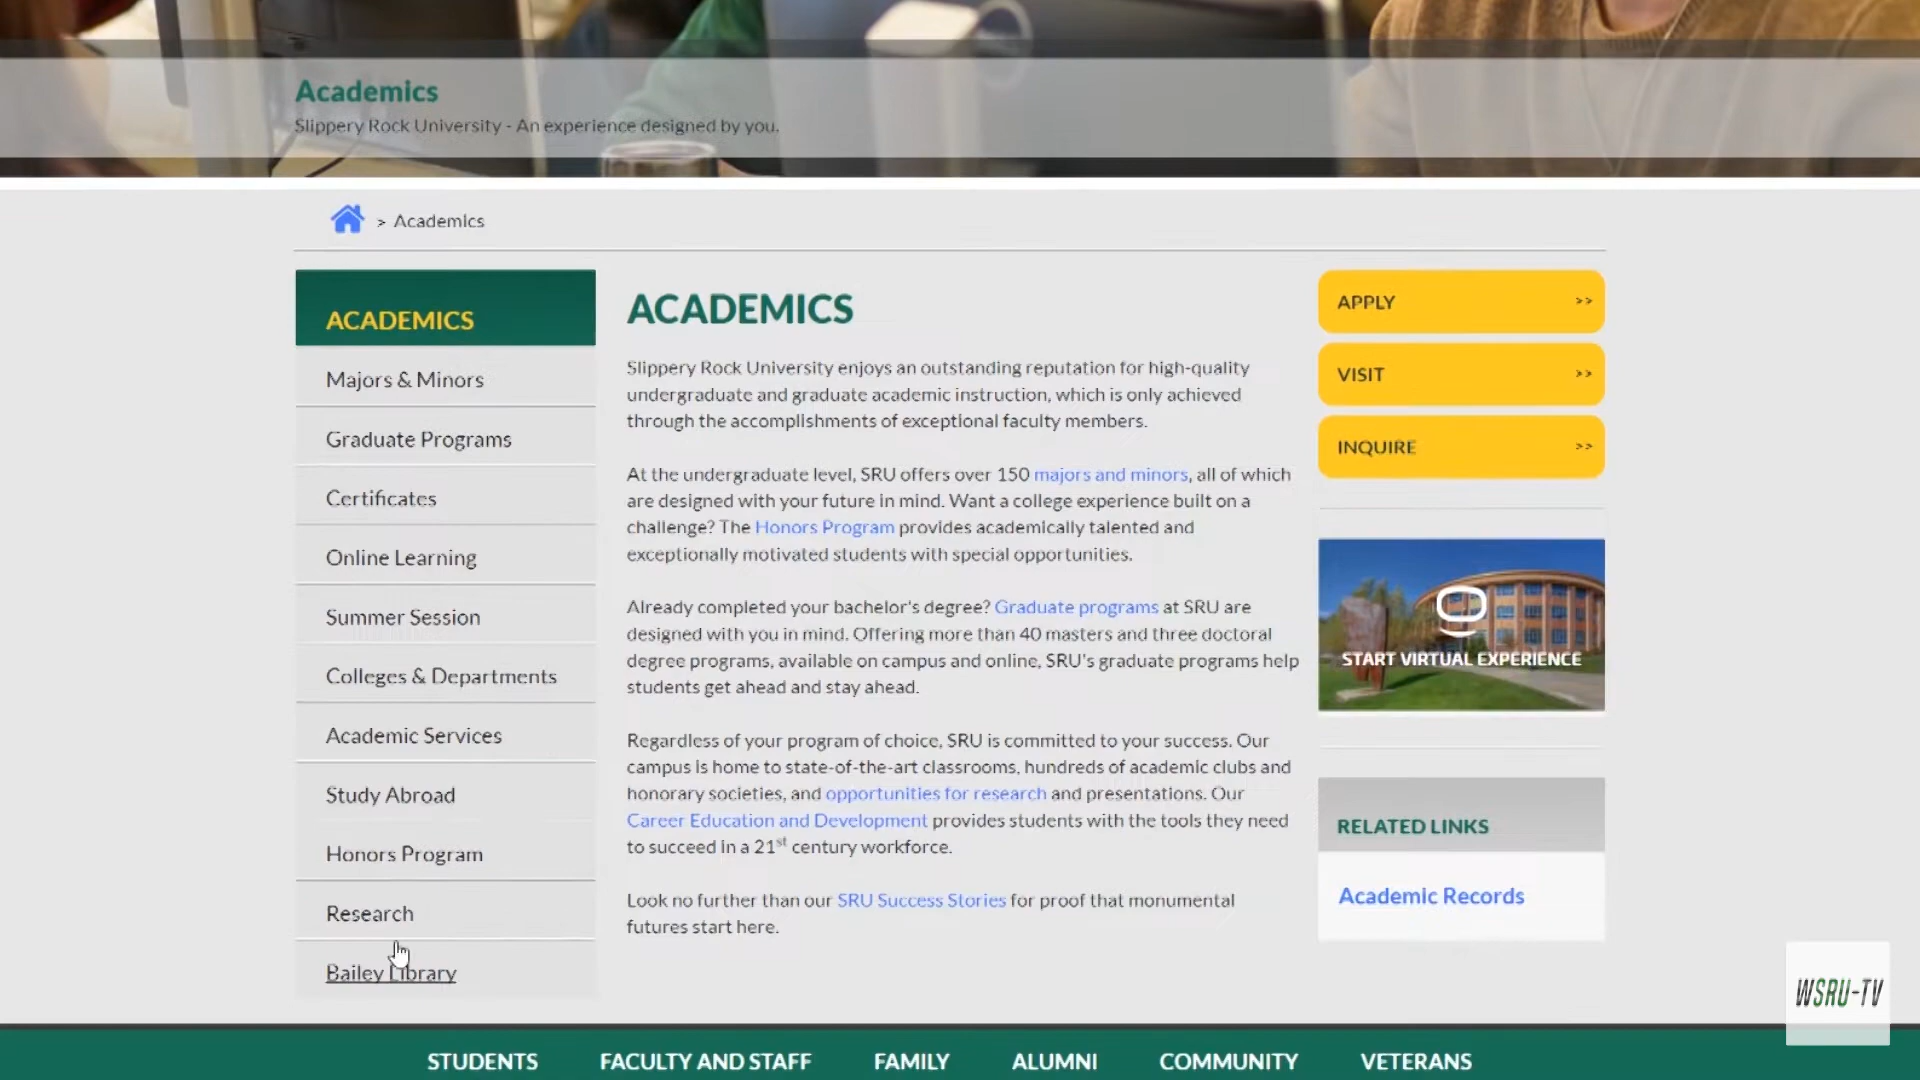 Academics
Slippery Rock University - An experience designed by you.
> Academics
ACADEMICS
Majors & Minors
Graduate Programs
Certificates
Online Learning
Summer Session
Colleges & Departments
Academic Services
Study Abroad
Honors Program
Research
Bailey Library
ACADEMICS
Slippery Rock University enjoys an outstanding reputation for high-quality
undergraduate and graduate academic instruction, which is only achieved
through the accomplishments of exceptional faculty members.
At the undergraduate level, SRU offers over 150 majors and minors, all of which
are designed with your future in mind. Want a college experience built on a
challenge? The Honors Program provides academically talented and
exceptionally motivated students with special opportunities.
Already completed your bachelor's degree? Graduate programs at SRU are
designed with you in mind. Offering more than 40 masters and three doctoral
degree programs, available on campus and online, SRU's graduate programs help
students get ahead and stay ahead.
Regardless of your program of choice, SRU is committed to your success. Our
campus is home to state-of-the-art classrooms, hundreds of academic clubs and
honorary societies, and opportunities for research and presentations. Our
Career Education and Development provides students with the tools they need
to succeed in a 21st century workforce.
Look no further than our SRU Success Stories for proof that monumental
futures start here.
APPLY >>
VISIT >>
INQUIRE >>
START VIRTUAL EXPERIENCE
RELATED LINKS
Academic Records
WSRU-TV
STUDENTS FACULTY AND STAFF FAMILY ALUMNI COMMUNITY VETERANS